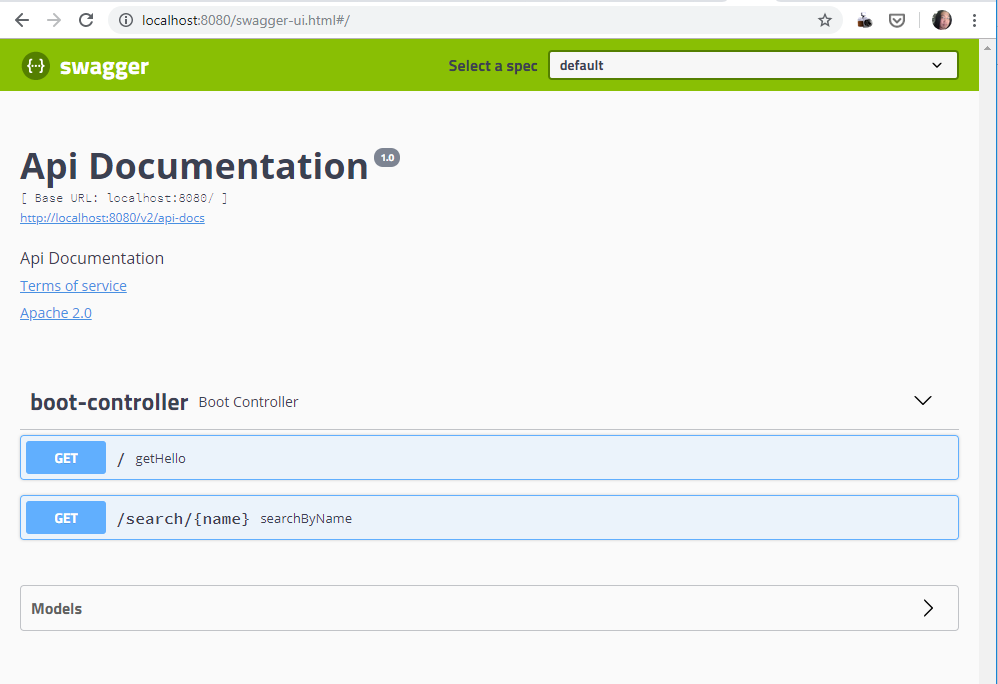 localhost:8080/swagger-ui.html#/
{···} swagger Select a spec default
Api Documentation 1.0
[ Base URL: localhost:8080/ ]
http://localhost:8080/v2/api-docs
Api Documentation
Terms of service
Apache 2.0
boot-controller Boot Controller
GET / getHello
GET /search/{name} searchByName
Models